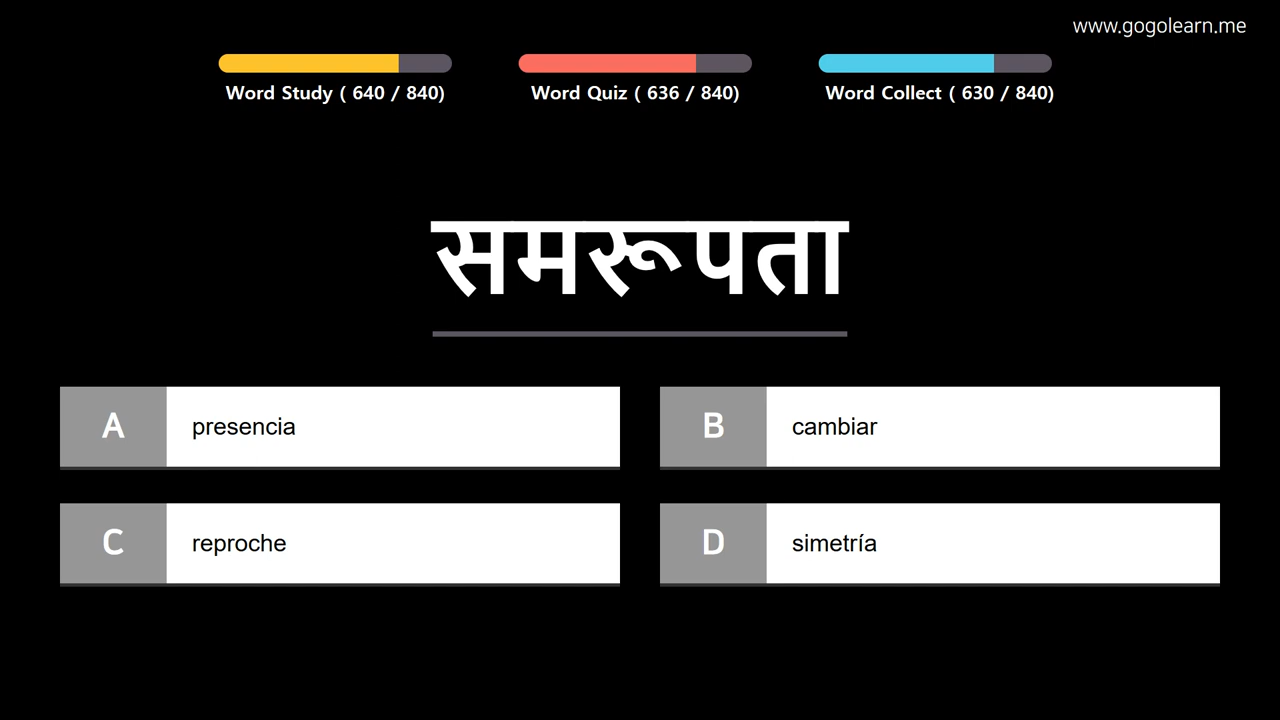 www.gogolearn.me
Word Study ( 640 / 840)
Word Quiz ( 636 / 840)
Word Collect ( 630 / 840)
समरूपता
A presencia
B cambiar
C reproche
D simetría